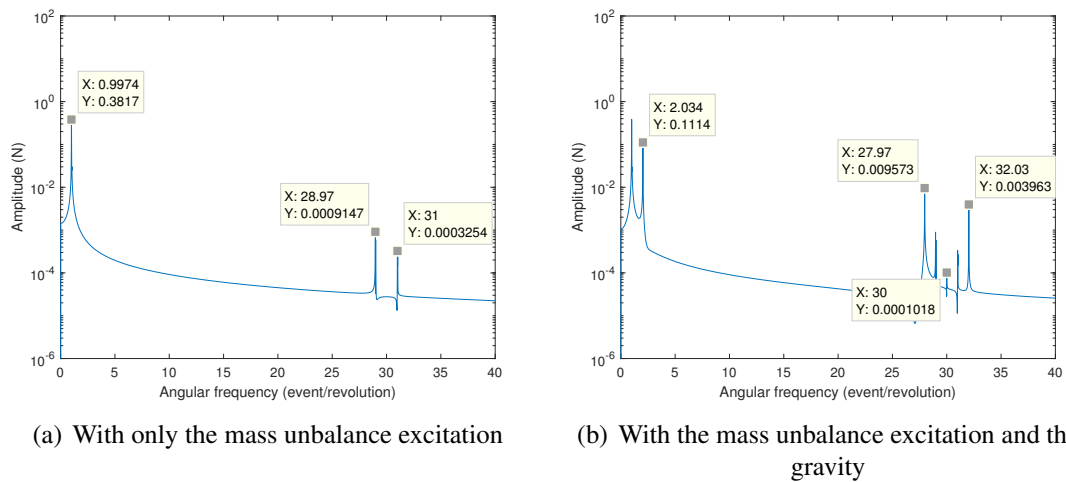 10^2
10^0
10^-2
10^-4
10^-6
Amplitude (N)
X: 0.9974
Y: 0.3817
X: 28.97
Y: 0.0009147
X: 31
Y: 0.0003254
0 5 10 15 20 25 30 35 40
Angular frequency (event/revolution)
(a) With only the mass unbalance excitation
10^2
10^0
10^-2
10^-4
10^-6
Amplitude (N)
X: 2.034
Y: 0.1114
X: 27.97
Y: 0.009573
X: 32.03
Y: 0.003963
X: 30
Y: 0.0001018
0 5 10 15 20 25 30 35 40
Angular frequency (event/revolution)
(b) With the mass unbalance excitation and th
gravity